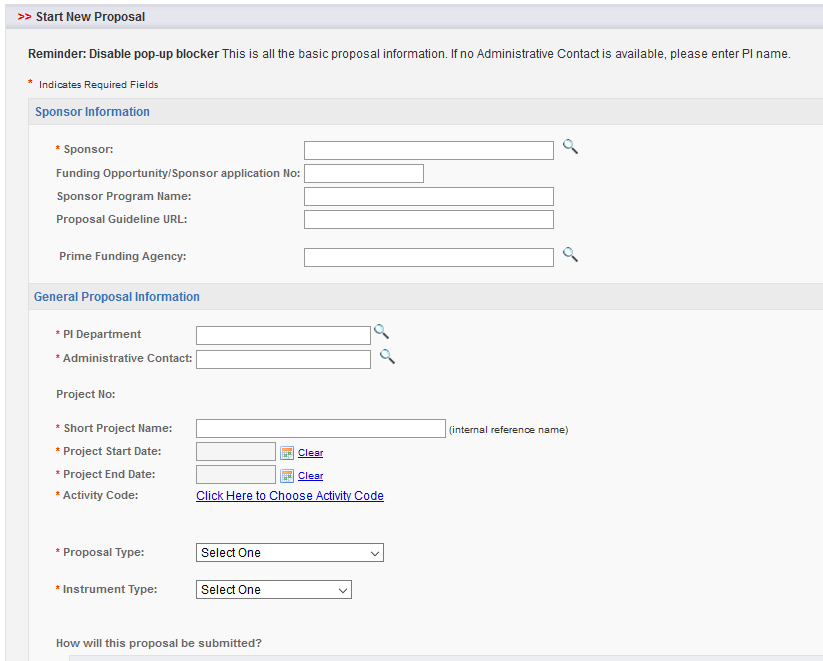 >> Start New Proposal
Reminder: Disable pop-up blocker This is all the basic proposal information. If no Administrative Contact is available, please enter PI name.
* Indicates Required Fields
Sponsor Information
* Sponsor:
Funding Opportunity/Sponsor application No:
Sponsor Program Name:
Proposal Guideline URL:
Prime Funding Agency:
General Proposal Information
* PI Department
* Administrative Contact:
Project No:
* Short Project Name: (internal reference name)
* Project Start Date: Clear
* Project End Date: Clear
* Activity Code: Click Here to Choose Activity Code
* Proposal Type: Select One
* Instrument Type: Select One
How will this proposal be submitted?